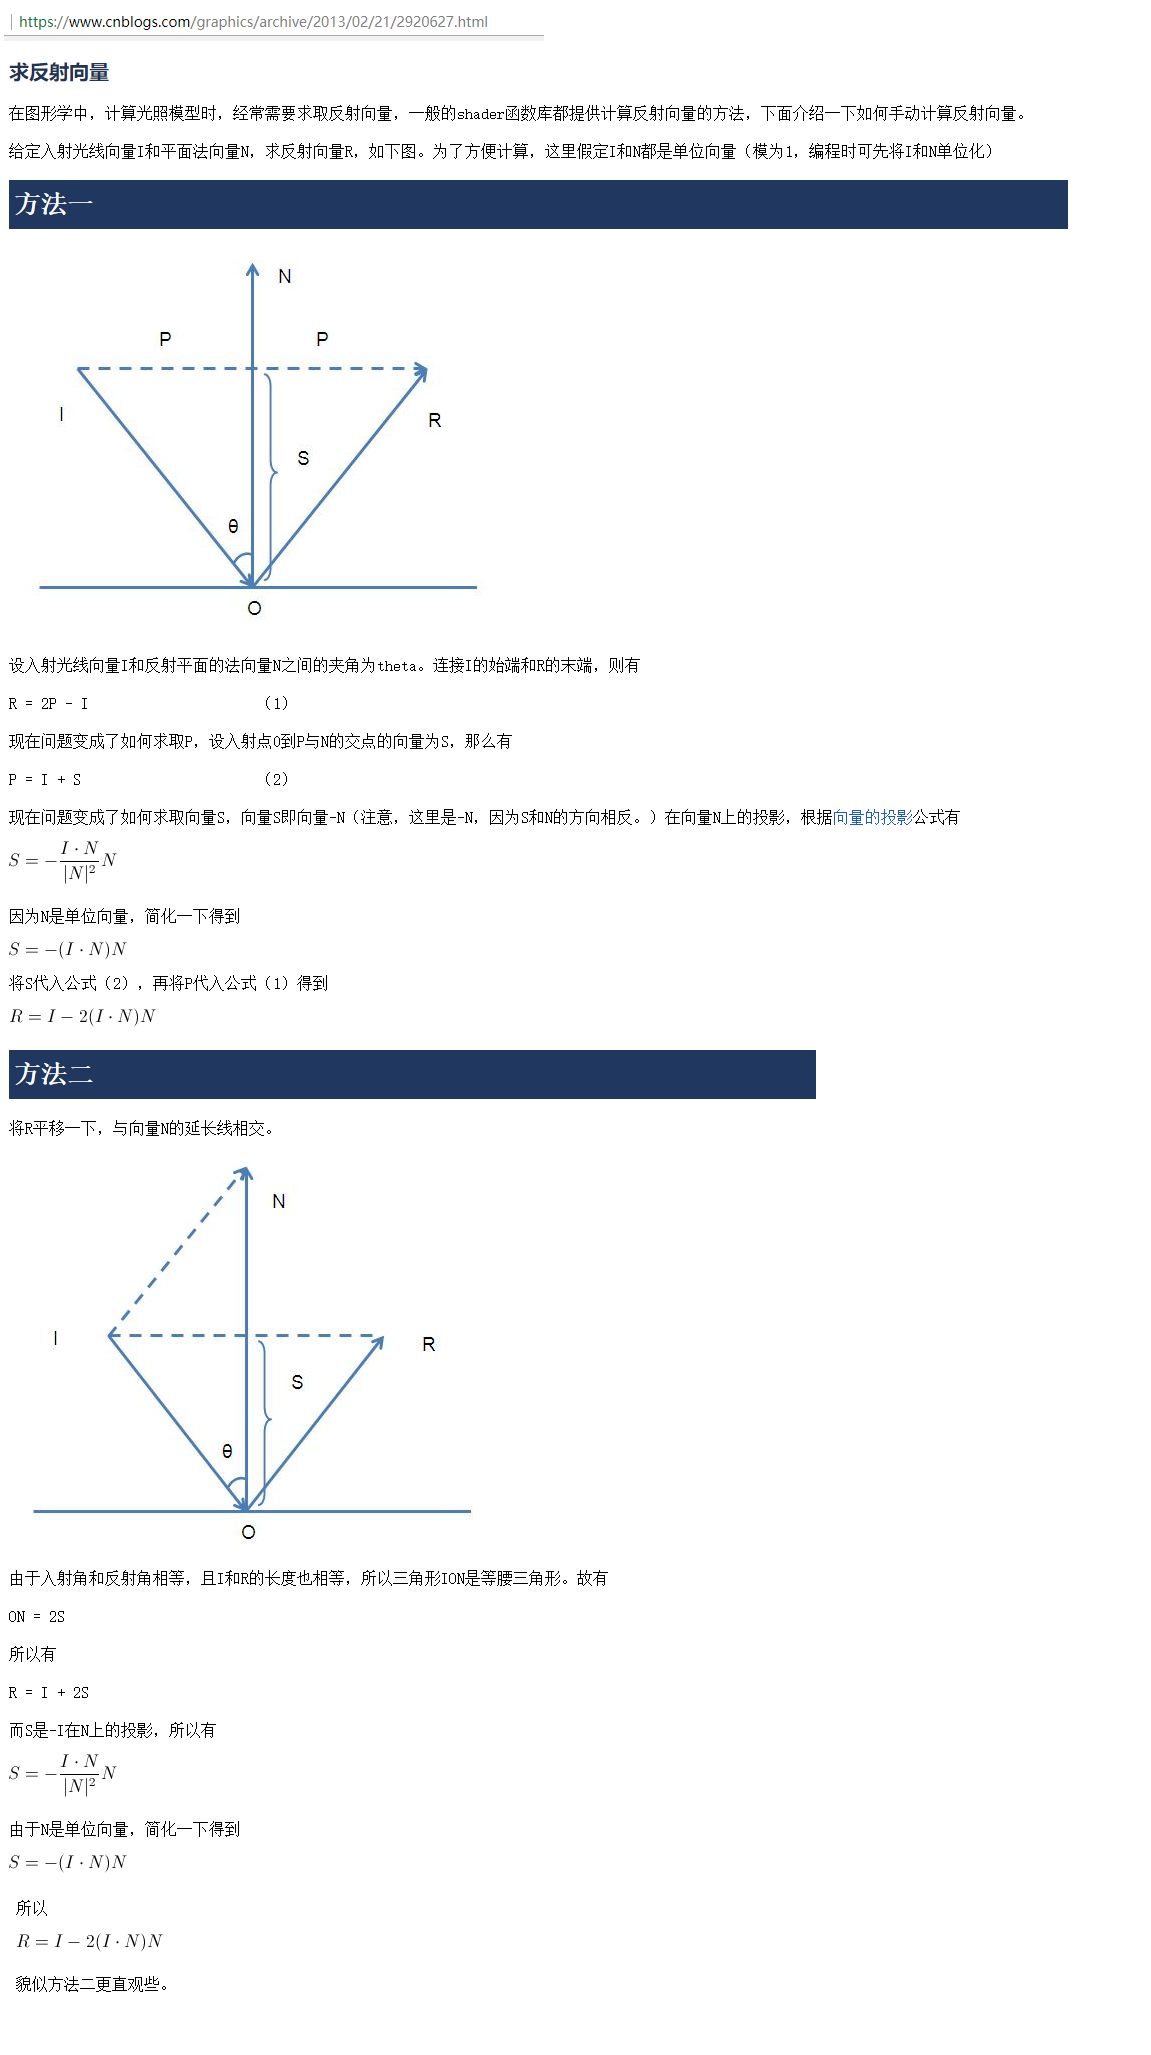 https://www.cnblogs.com/graphics/archive/2013/02/21/2920627.html
求反射向量
在图形学中，计算光照模型时，经常需要求取反射向量，一般的shader函数库都提供计算反射向量的方法，下面介绍一下如何手动计算反射向量。
给定入射光线向量I和平面法向量N，求反射向量R，如下图。为了方便计算，这里假定I和N都是单位向量（模为1，编程时可先将I和N单位化）
方法一
N
P P
I R
S
θ
O
设入射光线向量I和反射平面的法向量N之间的夹角为theta。连接I的始端和R的末端，则有
R = 2P - I （1）
现在问题变成了如何求取P，设入射点O到P与N的交点的向量为S，那么有
P = I + S （2）
现在问题变成了如何求取向量S，向量S即向量-N（注意，这里是-N，因为S和N的方向相反。）在向量N上的投影，根据向量的投影公式有
S = -\frac{I \cdot N}{|N|^2}N
因为N是单位向量，简化一下得到
S = −(I · N)N
将S代入公式（2），再将P代入公式（1）得到
R = I − 2(I · N)N
方法二
将R平移一下，与向量N的延长线相交。
N
I R
S
θ
O
由于入射角和反射角相等，且I和R的长度也相等，所以三角形ION是等腰三角形。故有
ON = 2S
所以有
R = I + 2S
而S是-I在N上的投影，所以有
S = -\frac{I \cdot N}{|N|^2}N
由于N是单位向量，简化一下得到
S = −(I · N)N
所以
R = I − 2(I · N)N
貌似方法二更直观些。